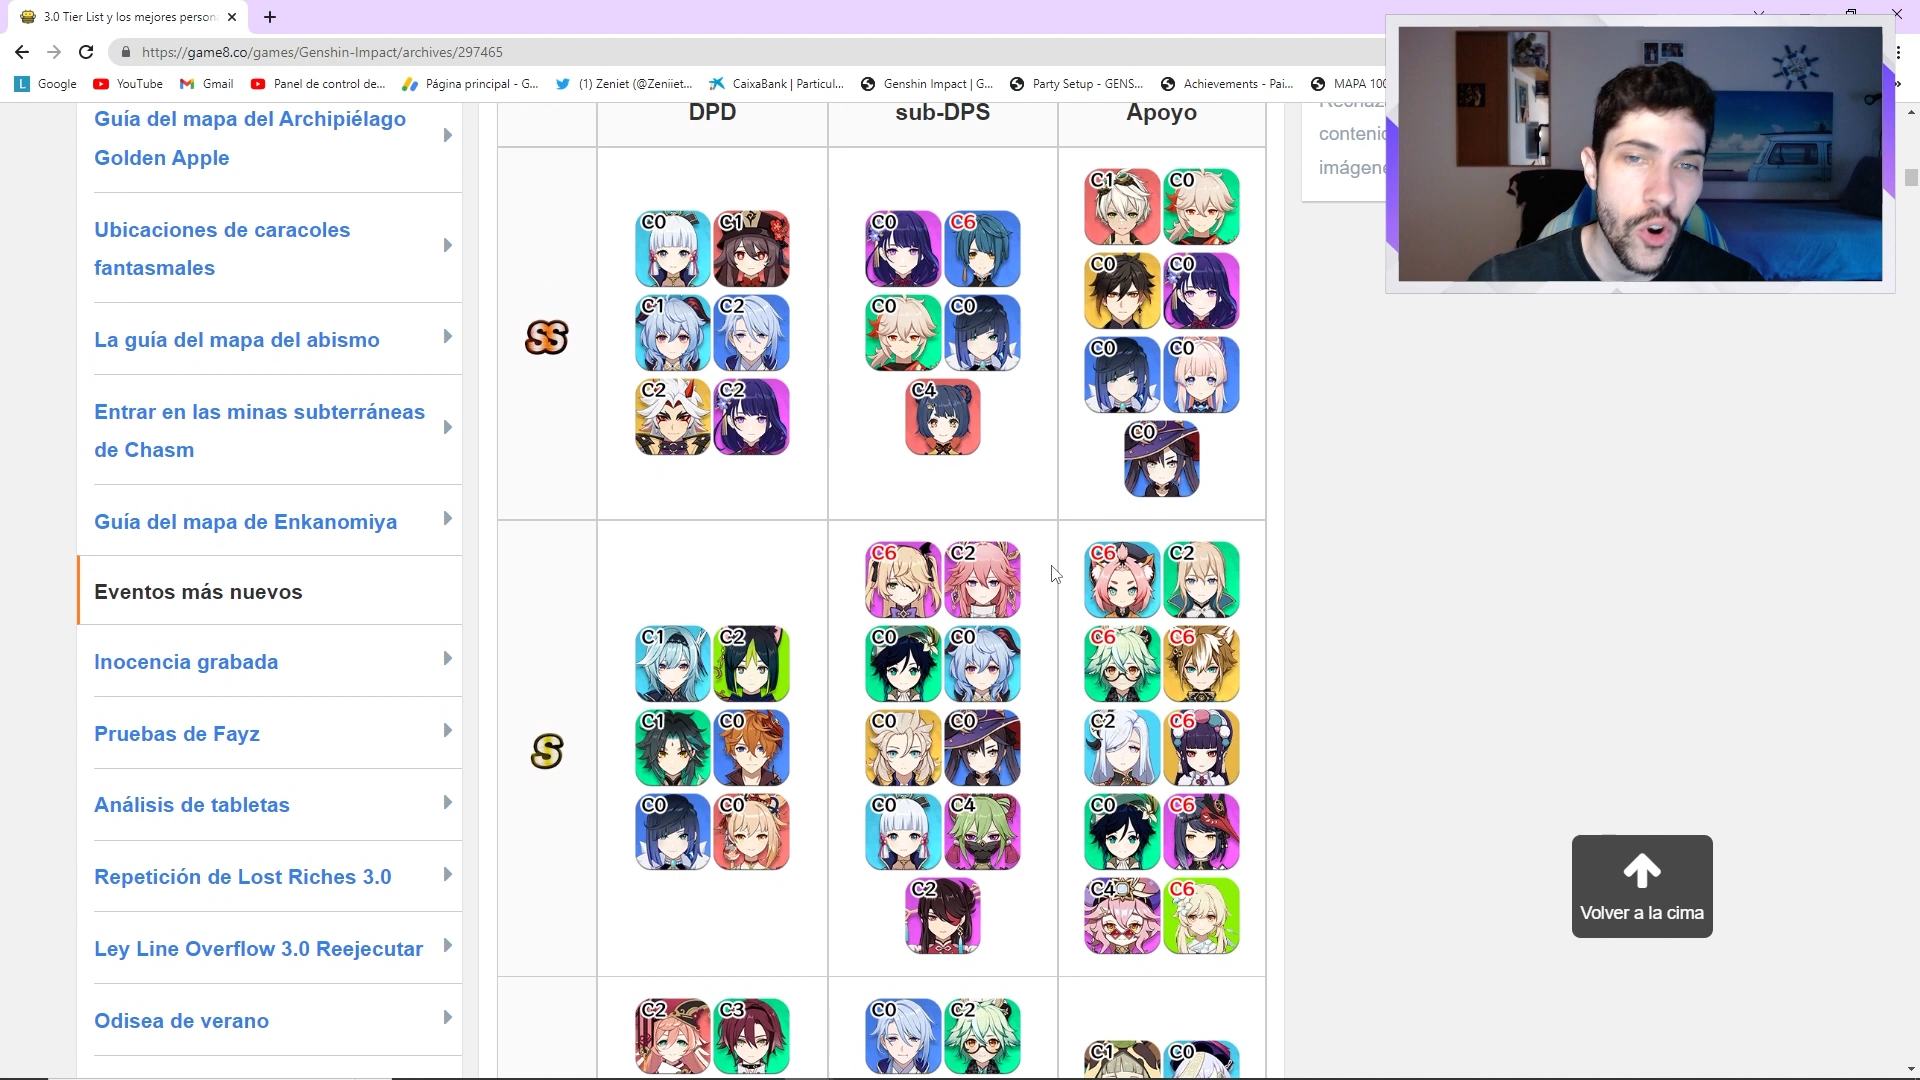 3.0 Tier List y los mejores person
https://game8.co/games/Genshin-Impact/archives/297465
Google
YouTube
Gmail
Panel de control de...
Página principal - G...
(1) Zeniet (@Zeniiet...
CaixaBank | Particul...
Genshin Impact | G...
Party Setup - GENS...
Achievements - Pai...
MAPA 100
Guía del mapa del Archipiélago
Golden Apple
Ubicaciones de caracoles
fantasmales
La guía del mapa del abismo
Entrar en las minas subterráneas
de Chasm
Guía del mapa de Enkanomiya
Eventos más nuevos
Inocencia grabada
Pruebas de Fayz
Análisis de tabletas
Repetición de Lost Riches 3.0
Ley Line Overflow 3.0 Reejecutar
Odisea de verano
DPD sub-DPS Apoyo
SS
C0 C1
C1 C2
C2 C2
C0 C6
C0 C0
C4
C1 C0
C0 C0
C0 C0
C0
S
C1 C2
C1 C0
C0 C0
C6 C2
C0 C0
C0 C0
C0 C4
C2
C6 C2
C6 C6
C2 C6
C0 C6
C4 C6
C2 C3
C0 C2
C1 C0
contenid
imágene
Volver a la cima